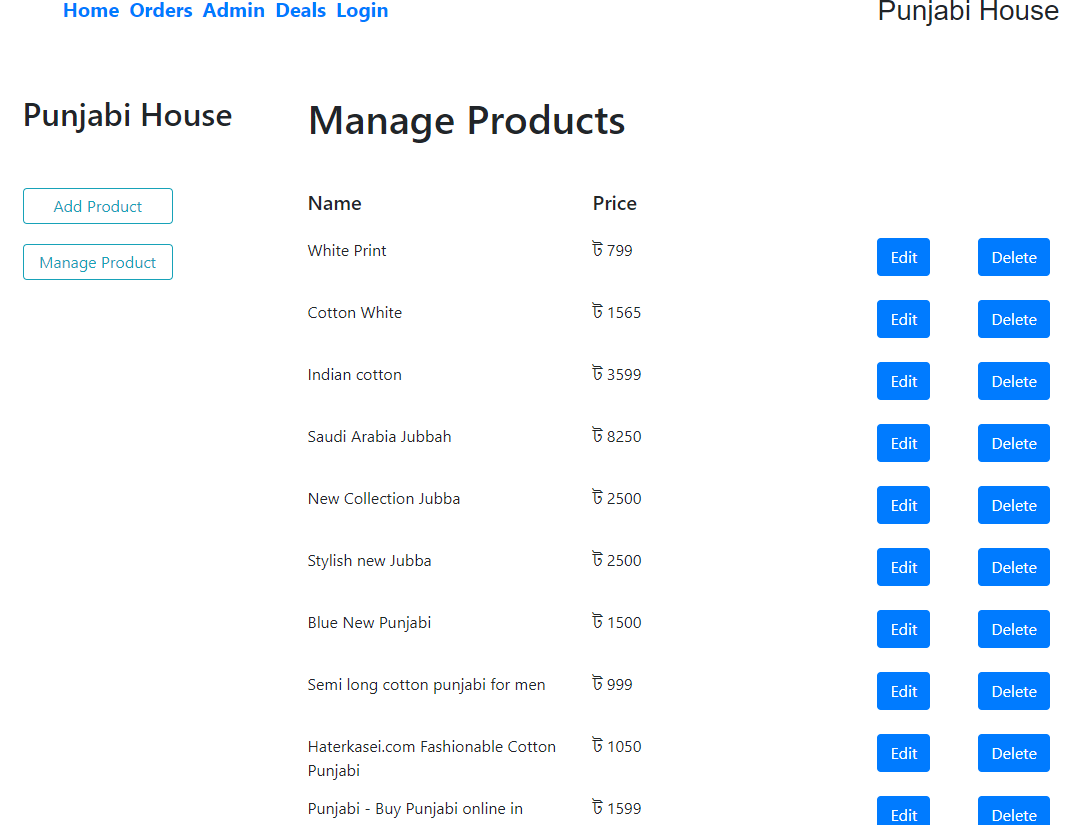 Home Orders Admin Deals Login
Punjabi House
Punjabi House
Manage Products
Add Product
Manage Product
Name Price
White Print ট 799 Edit Delete
Cotton White ট 1565 Edit Delete
Indian cotton ট 3599 Edit Delete
Saudi Arabia Jubbah ট 8250 Edit Delete
New Collection Jubba ট 2500 Edit Delete
Stylish new Jubba ট 2500 Edit Delete
Blue New Punjabi ট 1500 Edit Delete
Semi long cotton punjabi for men ট 999 Edit Delete
Haterkasei.com Fashionable Cotton ট 1050 Edit Delete
Punjabi
Punjabi - Buy Punjabi online in ট 1599 Edit Delete